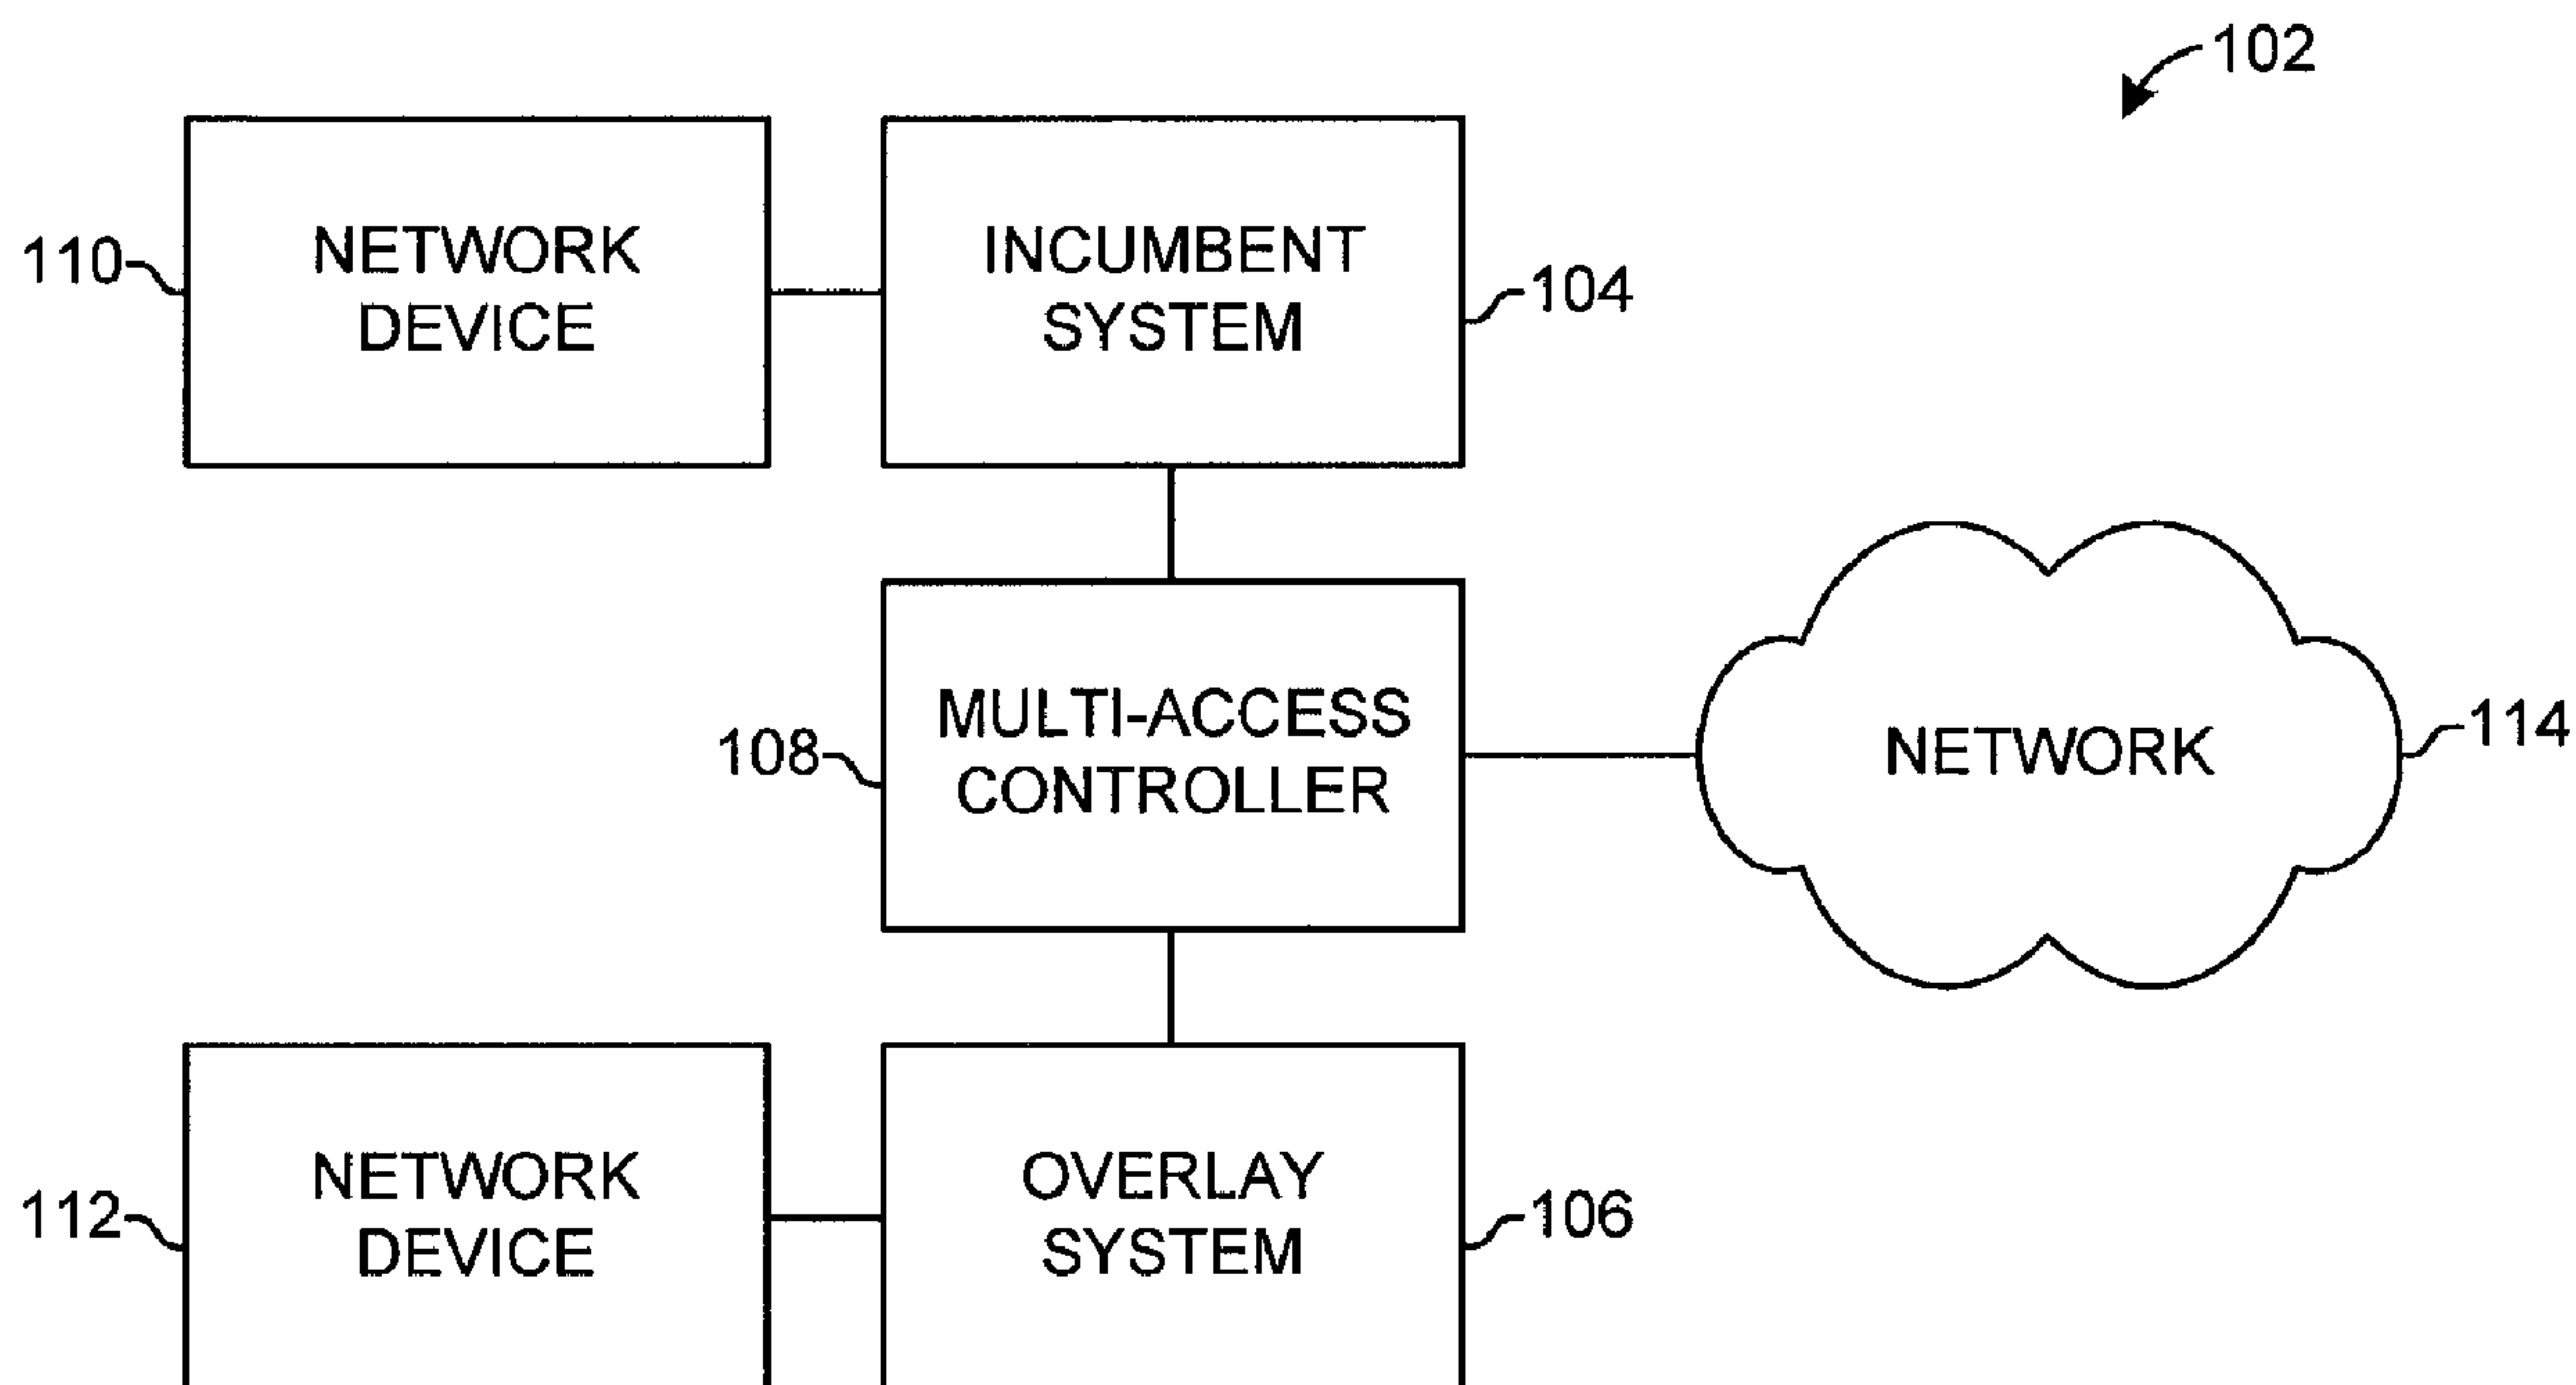 102
NETWORK
DEVICE
110
INCUMBENT
SYSTEM
104
MULTI-ACCESS
CONTROLLER
108
NETWORK
114
NETWORK
DEVICE
112
OVERLAY
SYSTEM
106